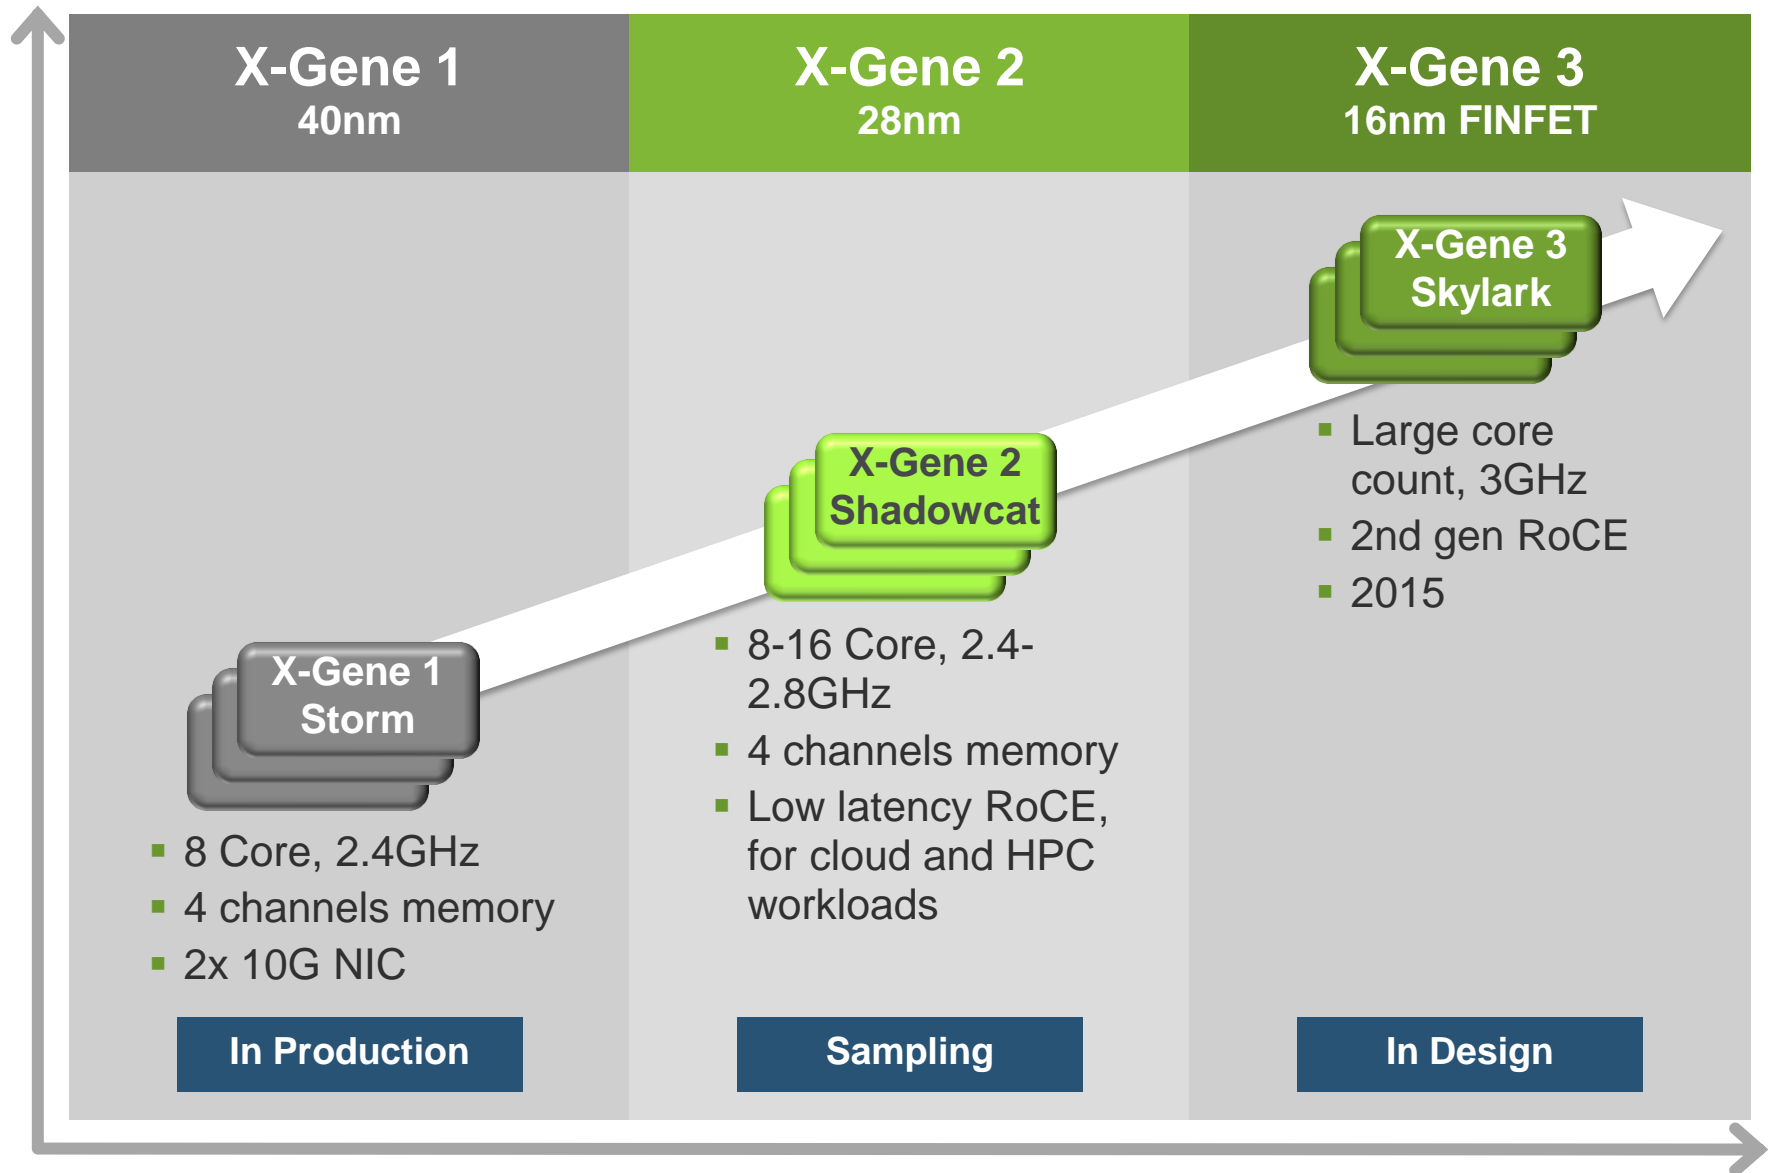 X-Gene 1
40nm
X-Gene 2
28nm
X-Gene 3
16nm FINFET
X-Gene 1
Storm
▪ 8 Core, 2.4GHz
▪ 4 channels memory
▪ 2x 10G NIC
In Production
X-Gene 2
Shadowcat
▪ 8-16 Core, 2.4-
2.8GHz
▪ 4 channels memory
▪ Low latency RoCE,
for cloud and HPC
workloads
Sampling
X-Gene 3
Skylark
▪ Large core
count, 3GHz
▪ 2nd gen RoCE
▪ 2015
In Design